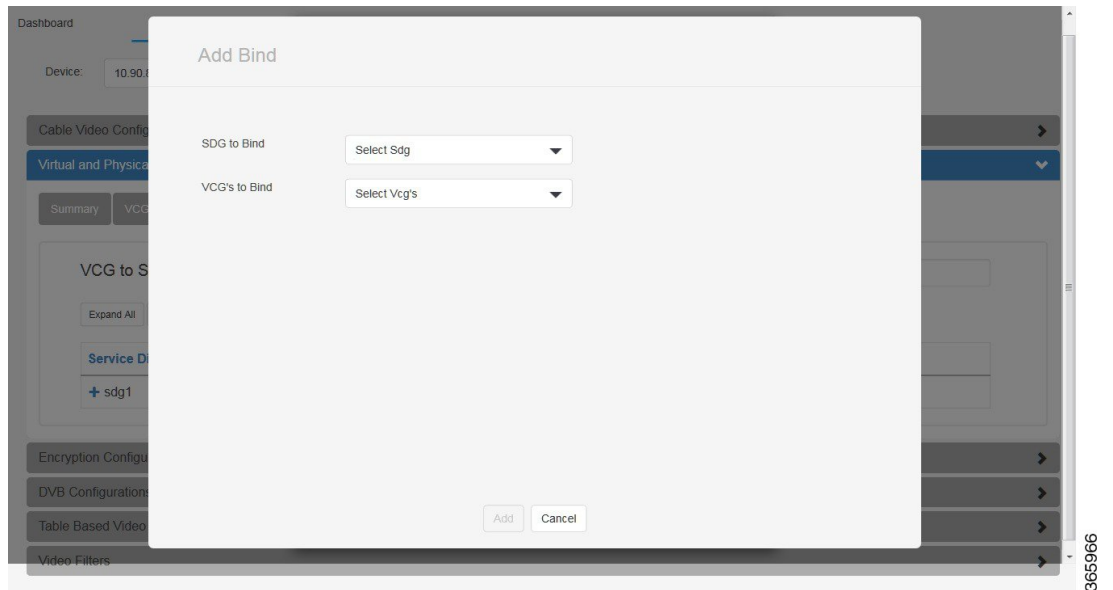 Dashboard
Add Bind
Device:
10.90.
Cable Video Config
SDG to Bind
Select Sdg
Virtual and Physica
VCG's to Bind
Select Vcg's
Summary
VCG
VCG to S
Expand All
Service Di
+ sdg1
Encryption Configu
DVB Configurations
Add
Cancel
Table Based Video
Video Filters
365966